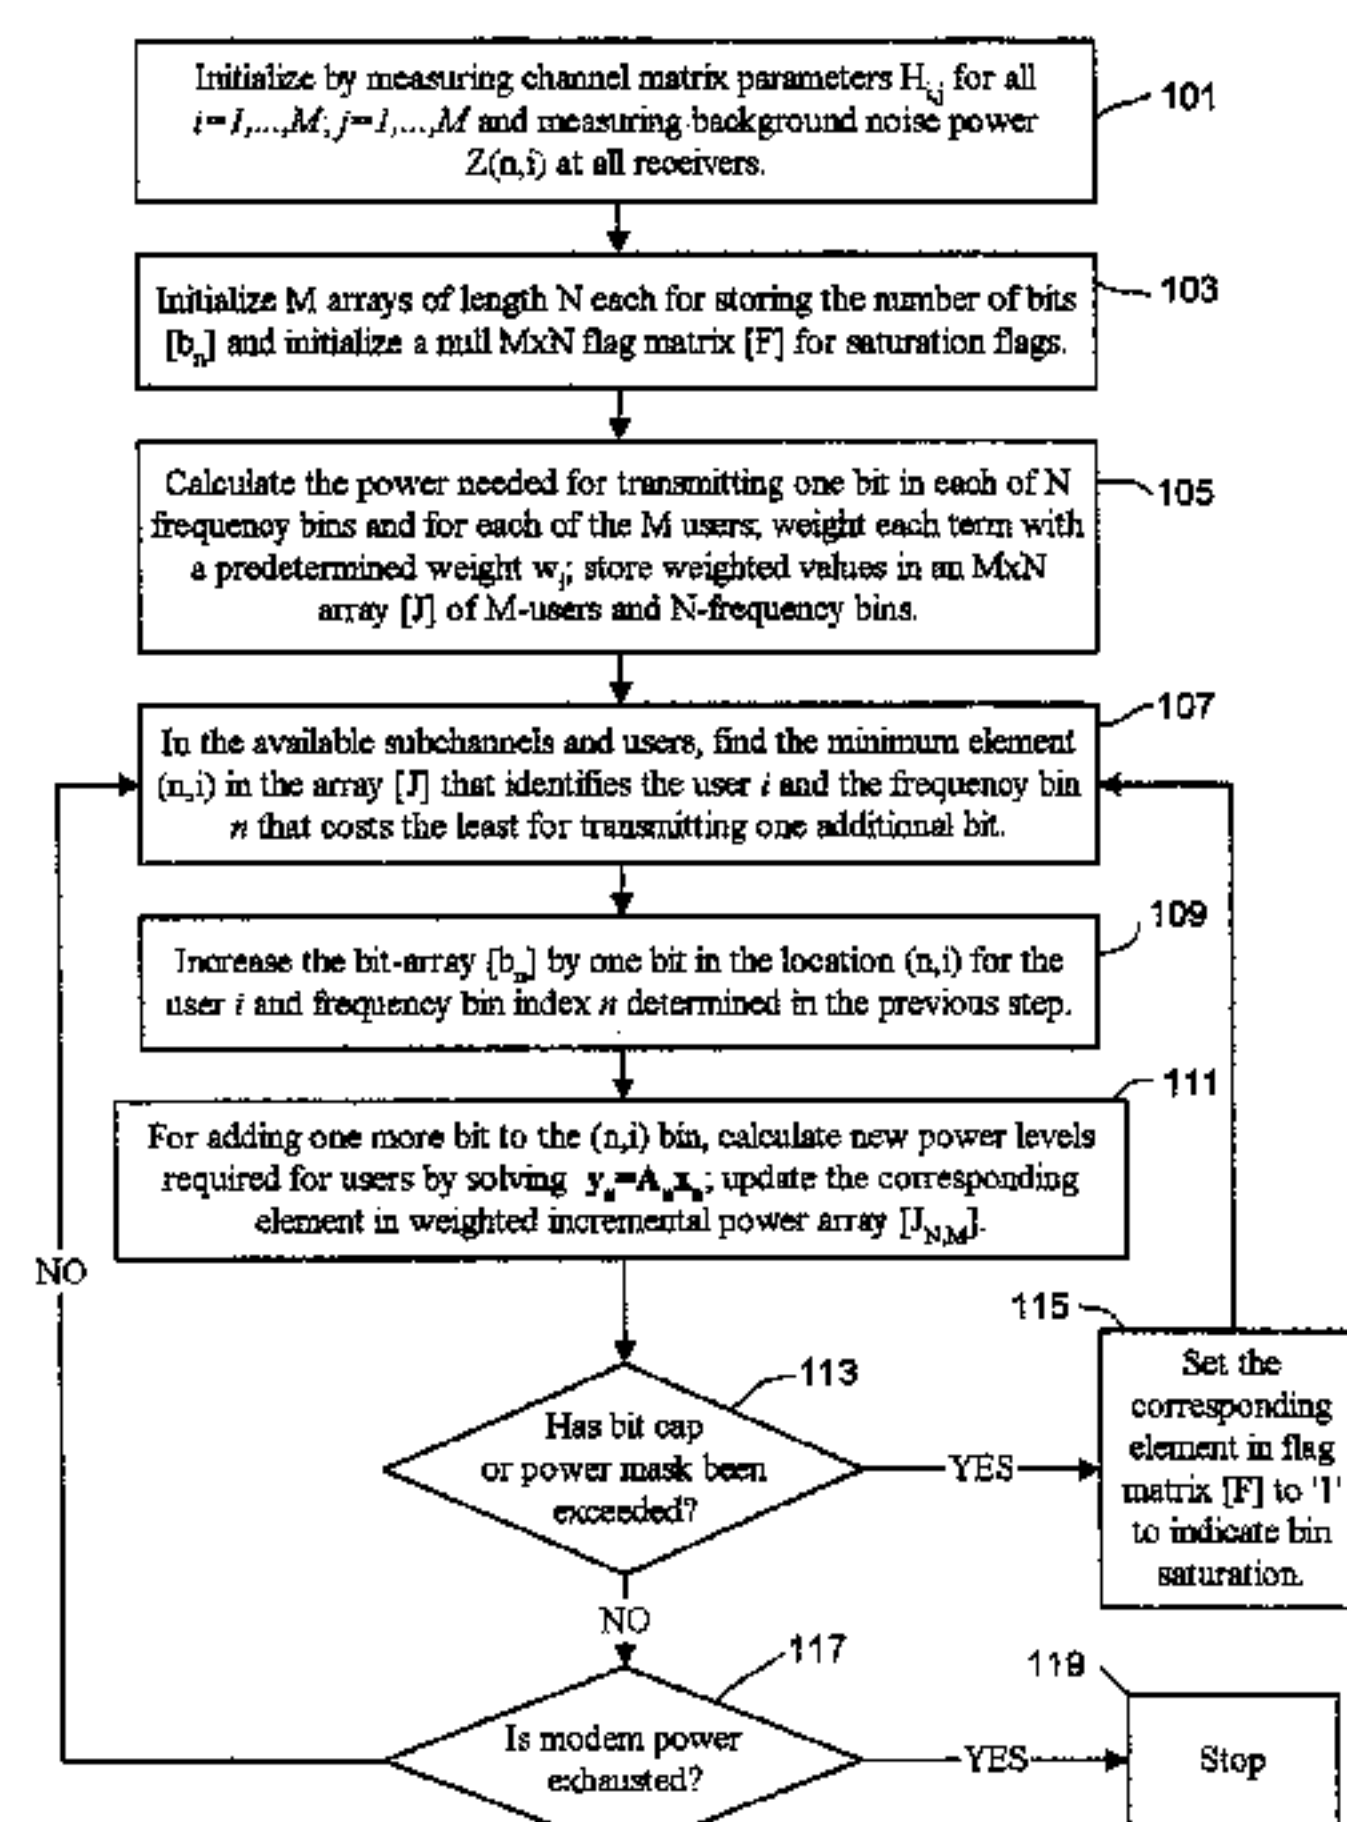 Initialize by measuring channel matrix parameters H_{i,j} for all
i=1,...,M; j=1,...,M and measuring background noise power
Z(n,i) at all receivers.
101
Initialize M arrays of length N each for storing the number of bits
[b_n] and initialize a null MxN flag matrix [F] for saturation flags.
103
Calculate the power needed for transmitting one bit in each of N
frequency bins and for each of the M users; weight each term with
a predetermined weight w_j; store weighted values in an MxN
array [J] of M-users and N-frequency bins.
105
In the available subchannels and users, find the minimum element
(n,i) in the array [J] that identifies the user i and the frequency bin
n that costs the least for transmitting one additional bit.
107
Increase the bit-array [b_n] by one bit in the location (n,i) for the
user i and frequency bin index n determined in the previous step.
109
For adding one more bit to the (n,i) bin, calculate new power levels
required for users by solving y_n=A_n x_n; update the corresponding
element in weighted incremental power array [J_{N,M}].
111
NO
Has bit cap
or power mask been
exceeded?
113
YES
115
Set the
corresponding
element in flag
matrix [F] to '1'
to indicate bin
saturation.
NO
Is modem power
exhausted?
117
YES
119
Stop